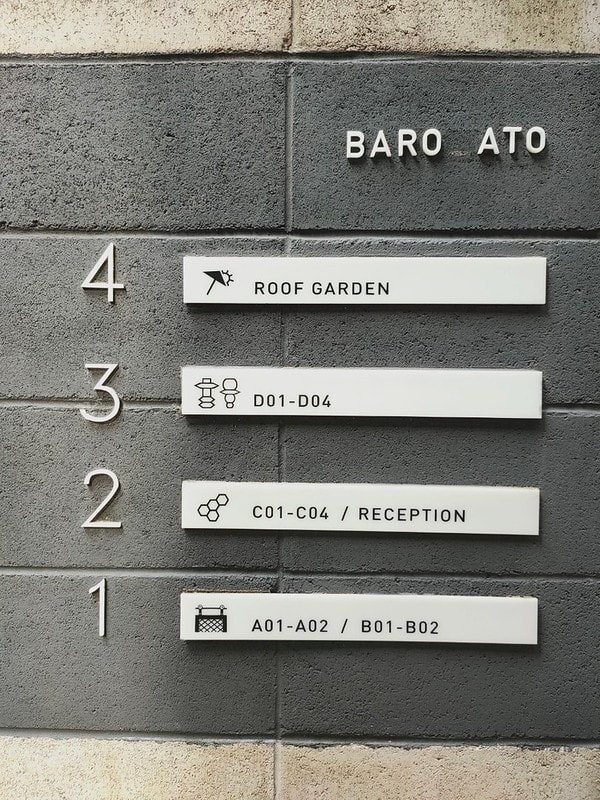 BARO ATO
4 ROOF GARDEN
3 D01-D04
2 C01-C04 / RECEPTION
1 A01-A02 / B01-B02